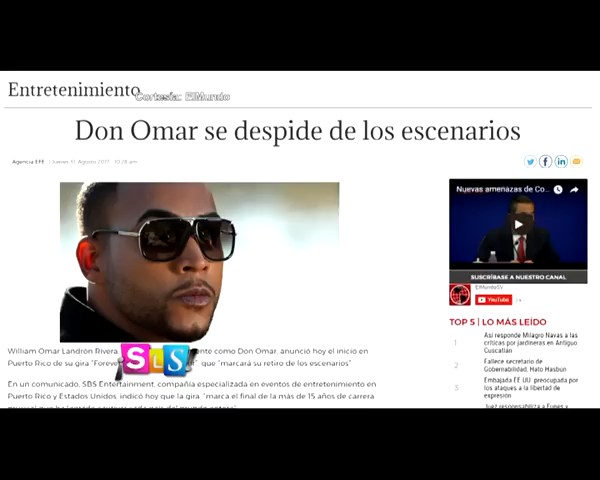 Entretenimiento
Cortesía: ElMundo
Don Omar se despide de los escenarios
Agencia EFE | Jueves 31, Agosto 2017 10:28 am
Nuevas amenazas de Co...
SUSCRÍBASE A NUESTRO CANAL
ElMundoSV
YouTube
TOP 5 | LO MÁS LEÍDO
1 Así responde Milagro Navas a las
críticas por jardineras en Antiguo
Cuscatlán
2 Fallece secretario de
Gobernabilidad, Hato Hasbún
3 Embajada EE.UU. preocupada por
los ataques a la libertad de
expresión
Juez responsabiliza a Funes y
William Omar Landrón Rivera, SLS ente como Don Omar, anunció hoy el inicio en
Puerto Rico de su gira "Forever que "marcará su retiro de los escenarios".
En un comunicado, SBS Entertainment, compañía especializada en eventos de entretenimiento en
Puerto Rico y Estados Unidos, indicó hoy que la gira, "marca el final de la más de 15 años de carrera